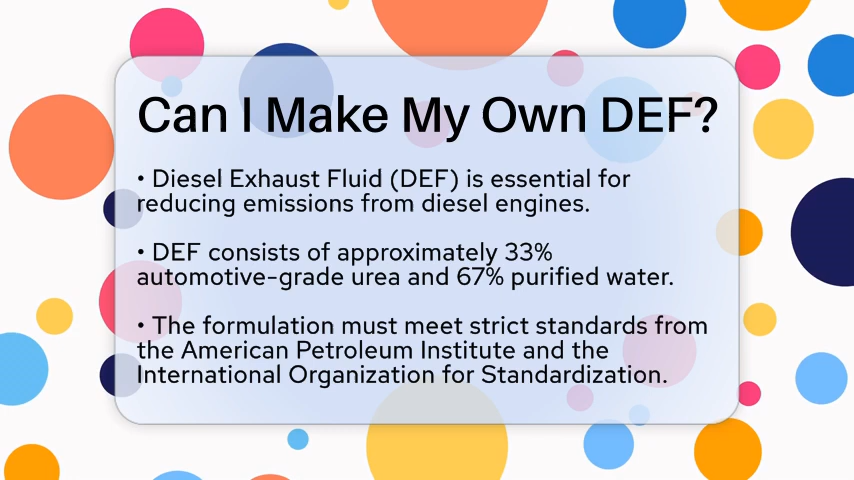 Can I Make My Own DEF?
• Diesel Exhaust Fluid (DEF) is essential for
reducing emissions from diesel engines.
• DEF consists of approximately 33%
automotive-grade urea and 67% purified water.
• The formulation must meet strict standards from
the American Petroleum Institute and the
International Organization for Standardization.